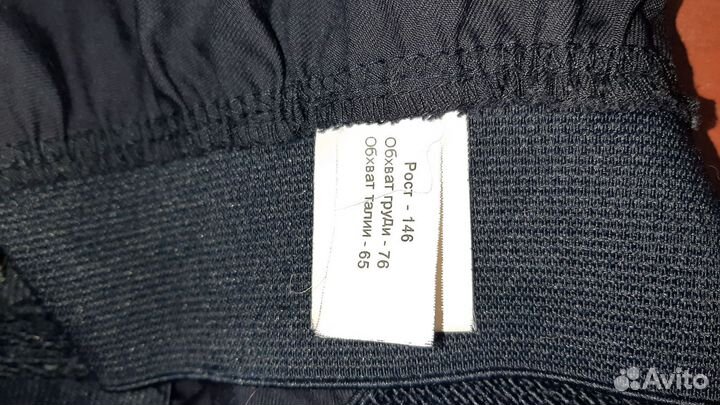 Рост - 146
Обхват груди - 76
Обхват талии - 65
Avito